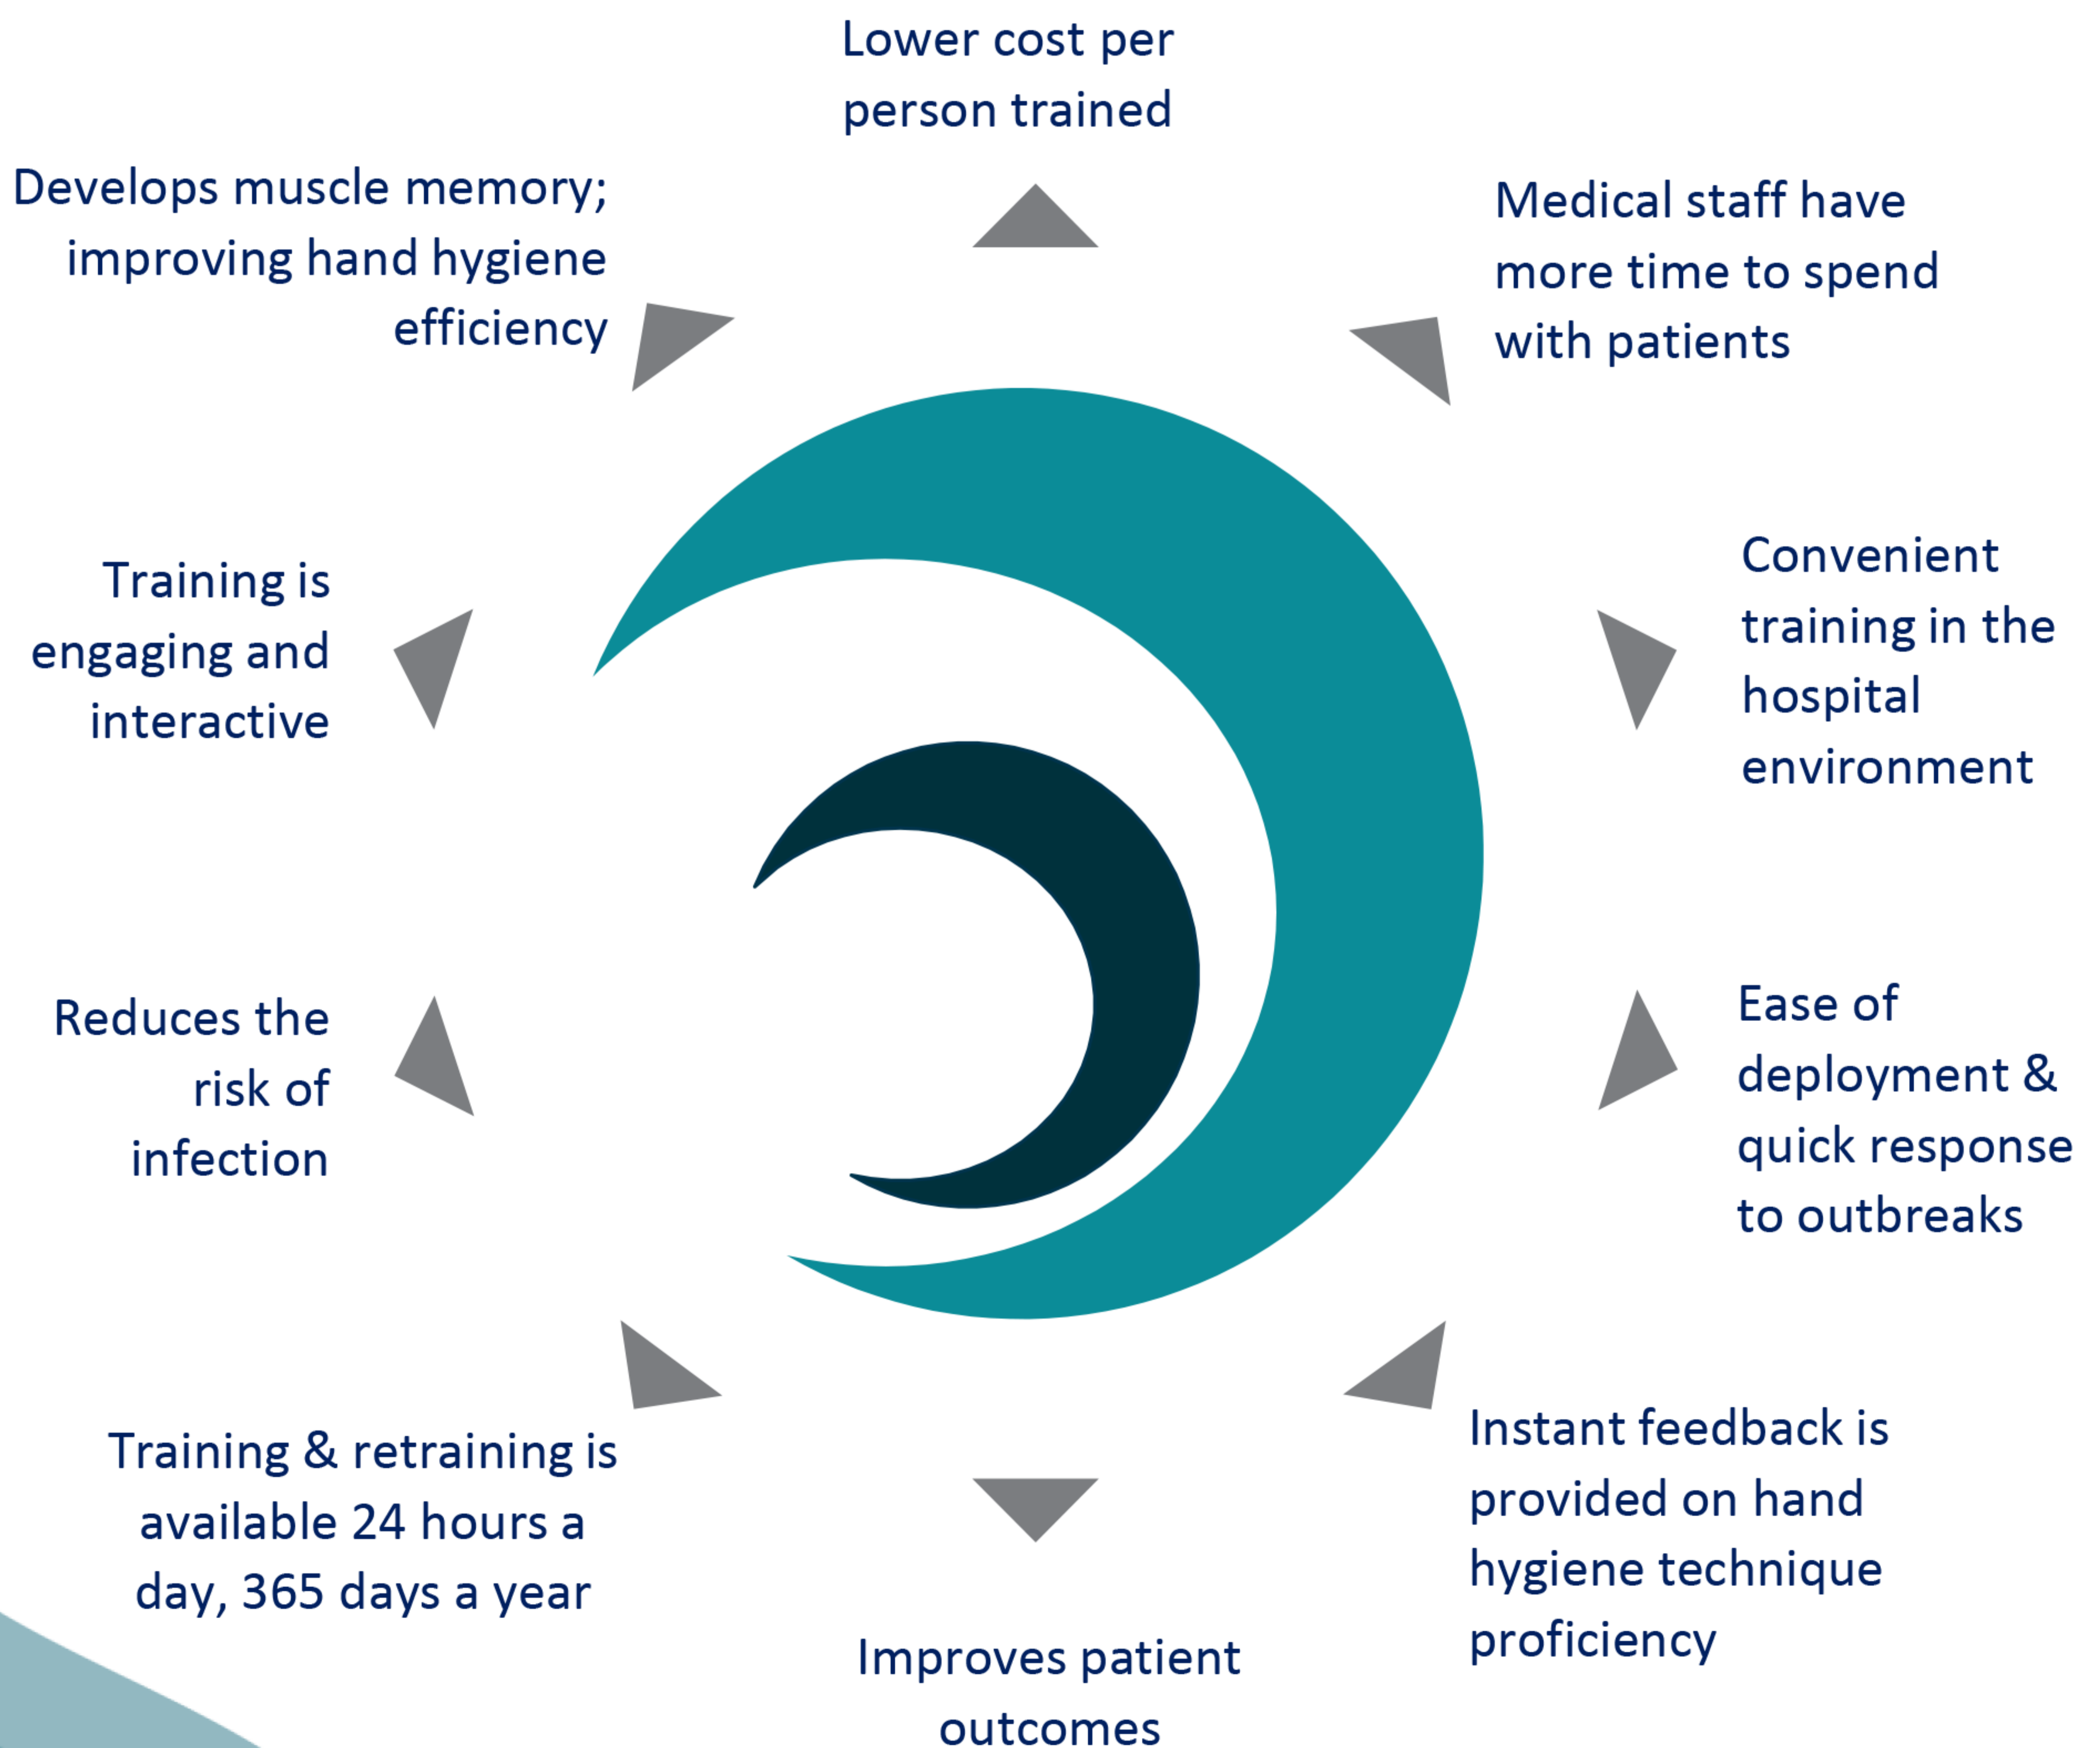 Lower cost per
person trained
Medical staff have
more time to spend
with patients
Convenient
training in the
hospital
environment
Ease of
deployment &
quick response
to outbreaks
Instant feedback is
provided on hand
hygiene technique
proficiency
Improves patient
outcomes
Training & retraining is
available 24 hours a
day, 365 days a year
Reduces the
risk of
infection
Training is
engaging and
interactive
Develops muscle memory;
improving hand hygiene
efficiency